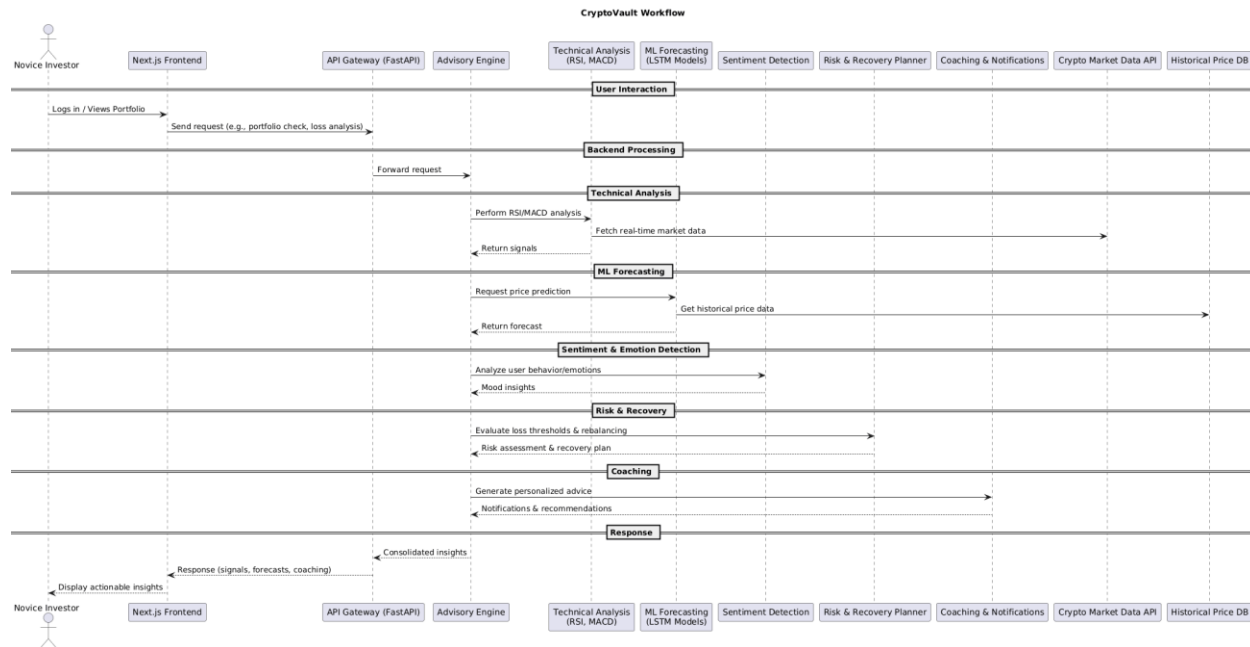 CryptoVault Workflow
Novice Investor
Next.js Frontend
API Gateway (FastAPI)
Advisory Engine
Technical Analysis
(RSI, MACD)
ML Forecasting
(LSTM Models)
Sentiment Detection
Risk & Recovery Planner
Coaching & Notifications
Crypto Market Data API
Historical Price DB
User Interaction
Logs in / Views Portfolio
Send request (e.g., portfolio check, loss analysis)
Backend Processing
Forward request
Technical Analysis
Perform RSI/MACD analysis
Fetch real-time market data
Return signals
ML Forecasting
Request price prediction
Get historical price data
Return forecast
Sentiment & Emotion Detection
Analyze user behavior/emotions
Mood insights
Risk & Recovery
Evaluate loss thresholds & rebalancing
Risk assessment & recovery plan
Coaching
Generate personalized advice
Notifications & recommendations
Response
Consolidated insights
Response (signals, forecasts, coaching)
Display actionable insights
Novice Investor
Next.js Frontend
API Gateway (FastAPI)
Advisory Engine
Technical Analysis
(RSI, MACD)
ML Forecasting
(LSTM Models)
Sentiment Detection
Risk & Recovery Planner
Coaching & Notifications
Crypto Market Data API
Historical Price DB